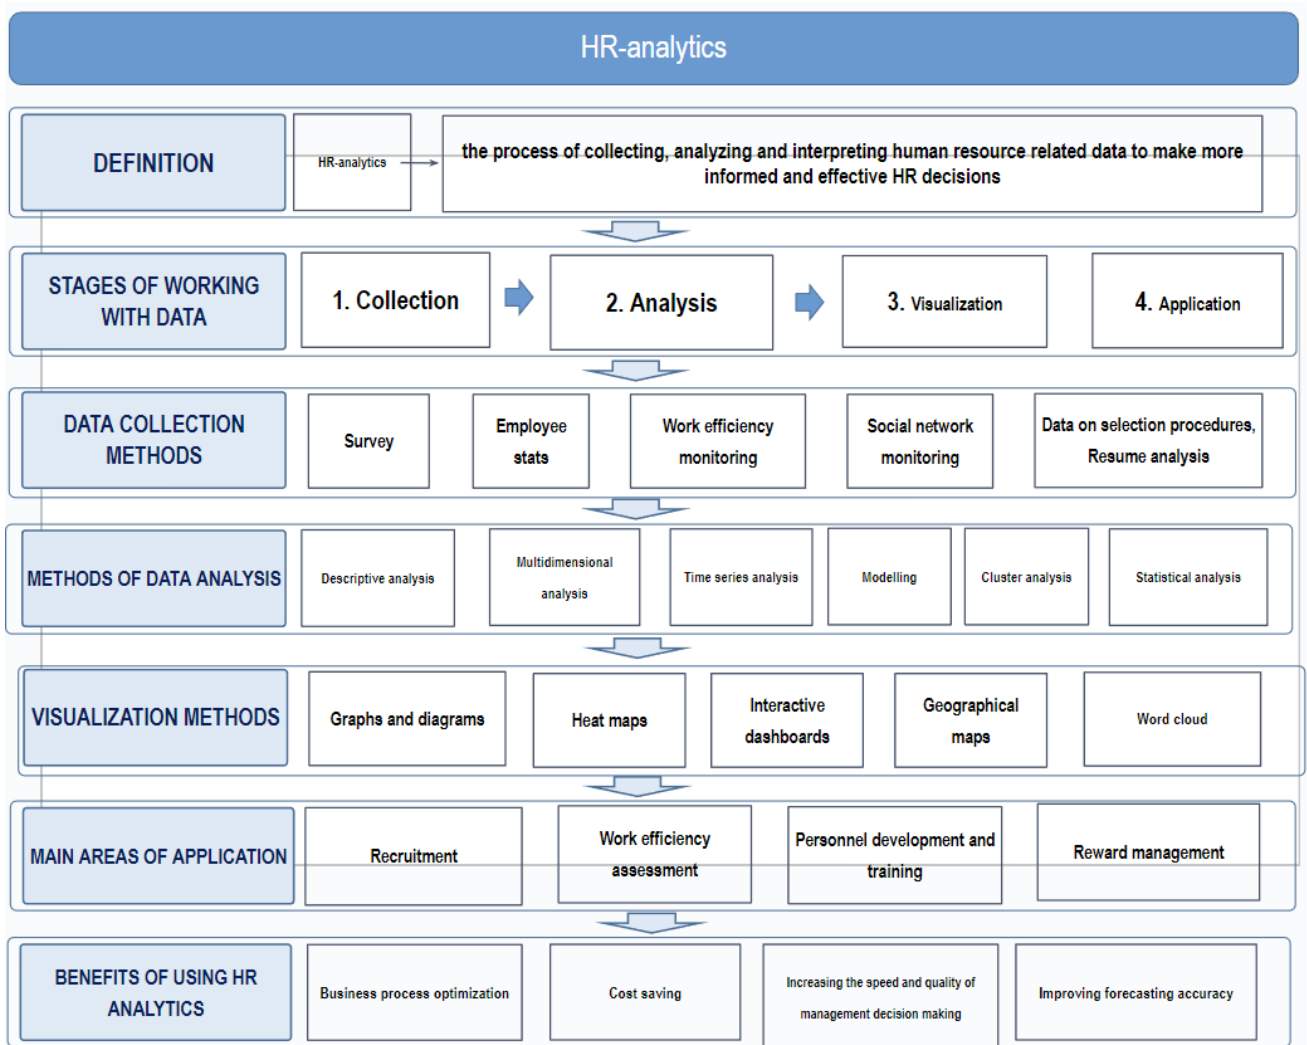 HR-analytics
DEFINITION
HR-analytics
the process of collecting, analyzing and interpreting human resource related data to make more
informed and effective HR decisions
STAGES OF WORKING
WITH DATA
1. Collection
2. Analysis
3. Visualization
4. Application
DATA COLLECTION
METHODS
Survey
Employee
stats
Work efficiency
monitoring
Social network
monitoring
Data on selection procedures,
Resume analysis
METHODS OF DATA ANALYSIS
Descriptive analysis
Multidimensional
analysis
Time series analysis
Modelling
Cluster analysis
Statistical analysis
VISUALIZATION METHODS
Graphs and diagrams
Heat maps
Interactive
dashboards
Geographical
maps
Word cloud
MAIN AREAS OF APPLICATION
Recruitment
Work efficiency
assessment
Personnel development and
training
Reward management
BENEFITS OF USING HR
ANALYTICS
Business process optimization
Cost saving
Increasing the speed and quality of
management decision making
Improving forecasting accuracy